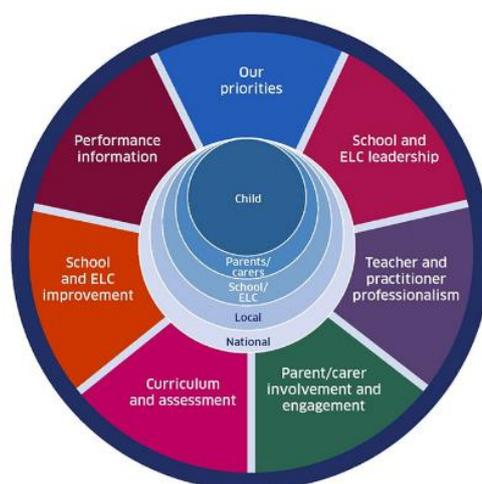 Our
priorities
School and
ELC leadership
Teacher and
practitioner
professionalism
Parent/carer
involvement and
engagement
Curriculum
and assessment
School
and ELC
improvement
Performance
information
Child
Parents/
carers
School/
ELC
Local
National